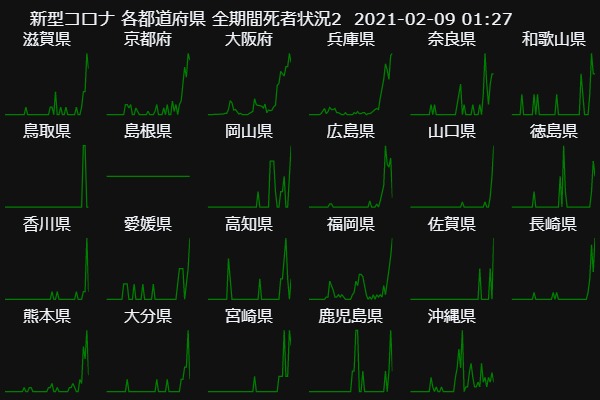 新型コロナ 各都道府県 全期間死者状況2 2021-02-09 01:27
滋賀県 京都府 大阪府 兵庫県 奈良県 和歌山県
鳥取県 島根県 岡山県 広島県 山口県 徳島県
香川県 愛媛県 高知県 福岡県 佐賀県 長崎県
熊本県 大分県 宮崎県 鹿児島県 沖縄県